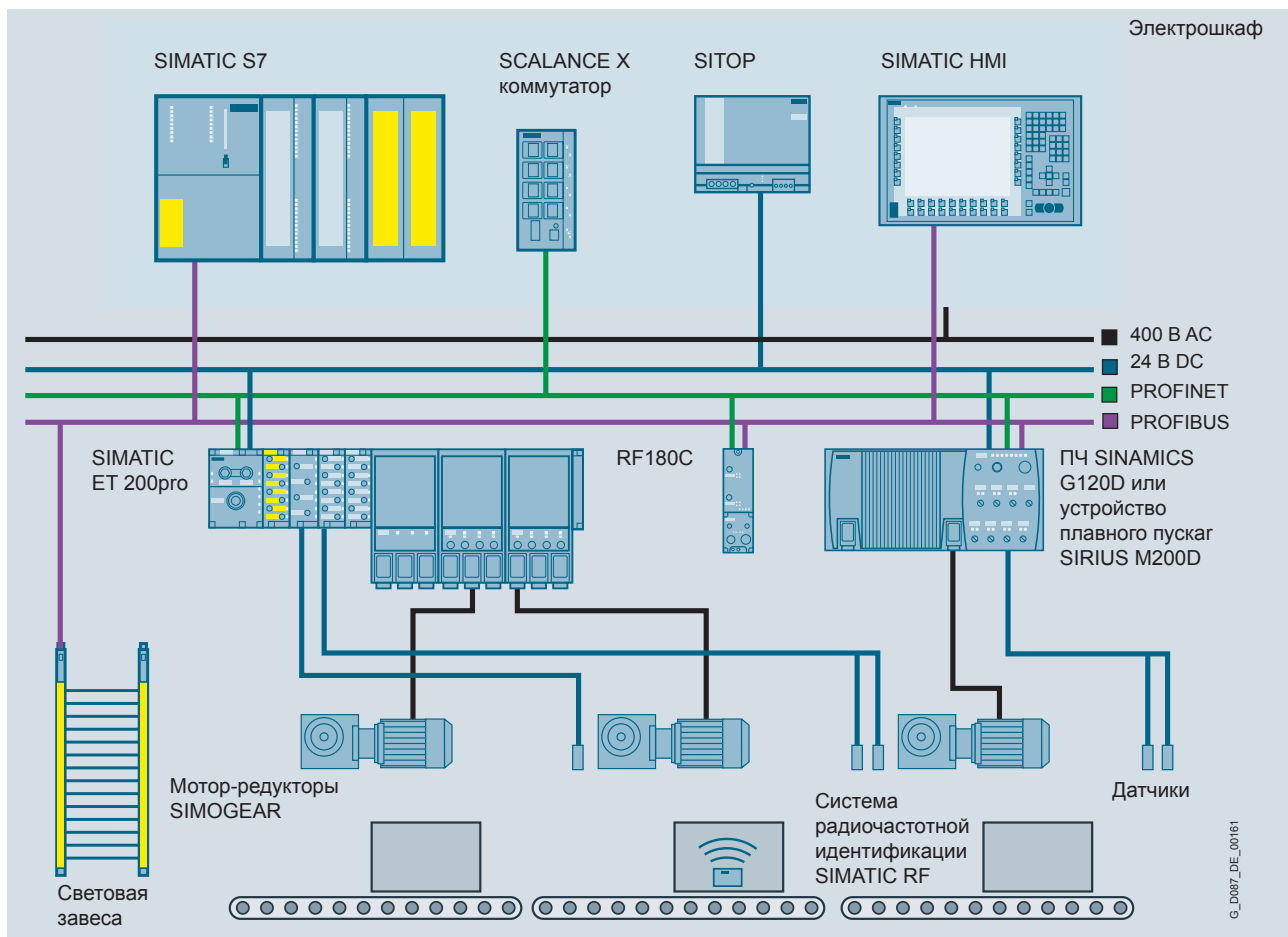 Электрошкаф
SIMATIC S7
SCALANCE X
коммутатор
SITOP
SIMATIC HMI
400 В AC
24 В DC
PROFINET
PROFIBUS
SIMATIC
ET 200pro
RF180C
ПЧ SINAMICS
G120D или
устройство
плавного пускаr
SIRIUS M200D
Мотор-редукторы
SIMOGEAR
Система
радиочастотной
идентификации
SIMATIC RF
Датчики
Световая
завеса
G_D087_DE_00161